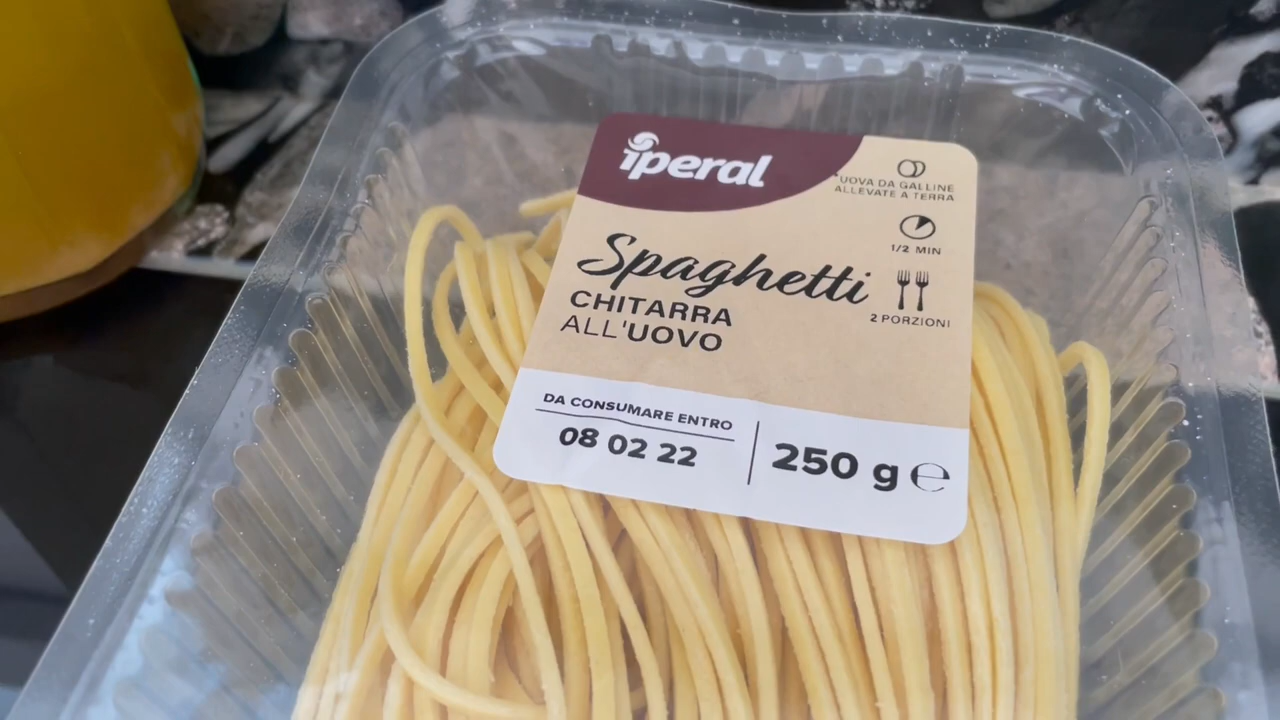 iperal
UOVA DA GALLINE
ALLEVATE A TERRA
1/2 MIN
2 PORZIONI
Spaghetti
CHITARRA
ALL'UOVO
DA CONSUMARE ENTRO
08 02 22
250 g ℮